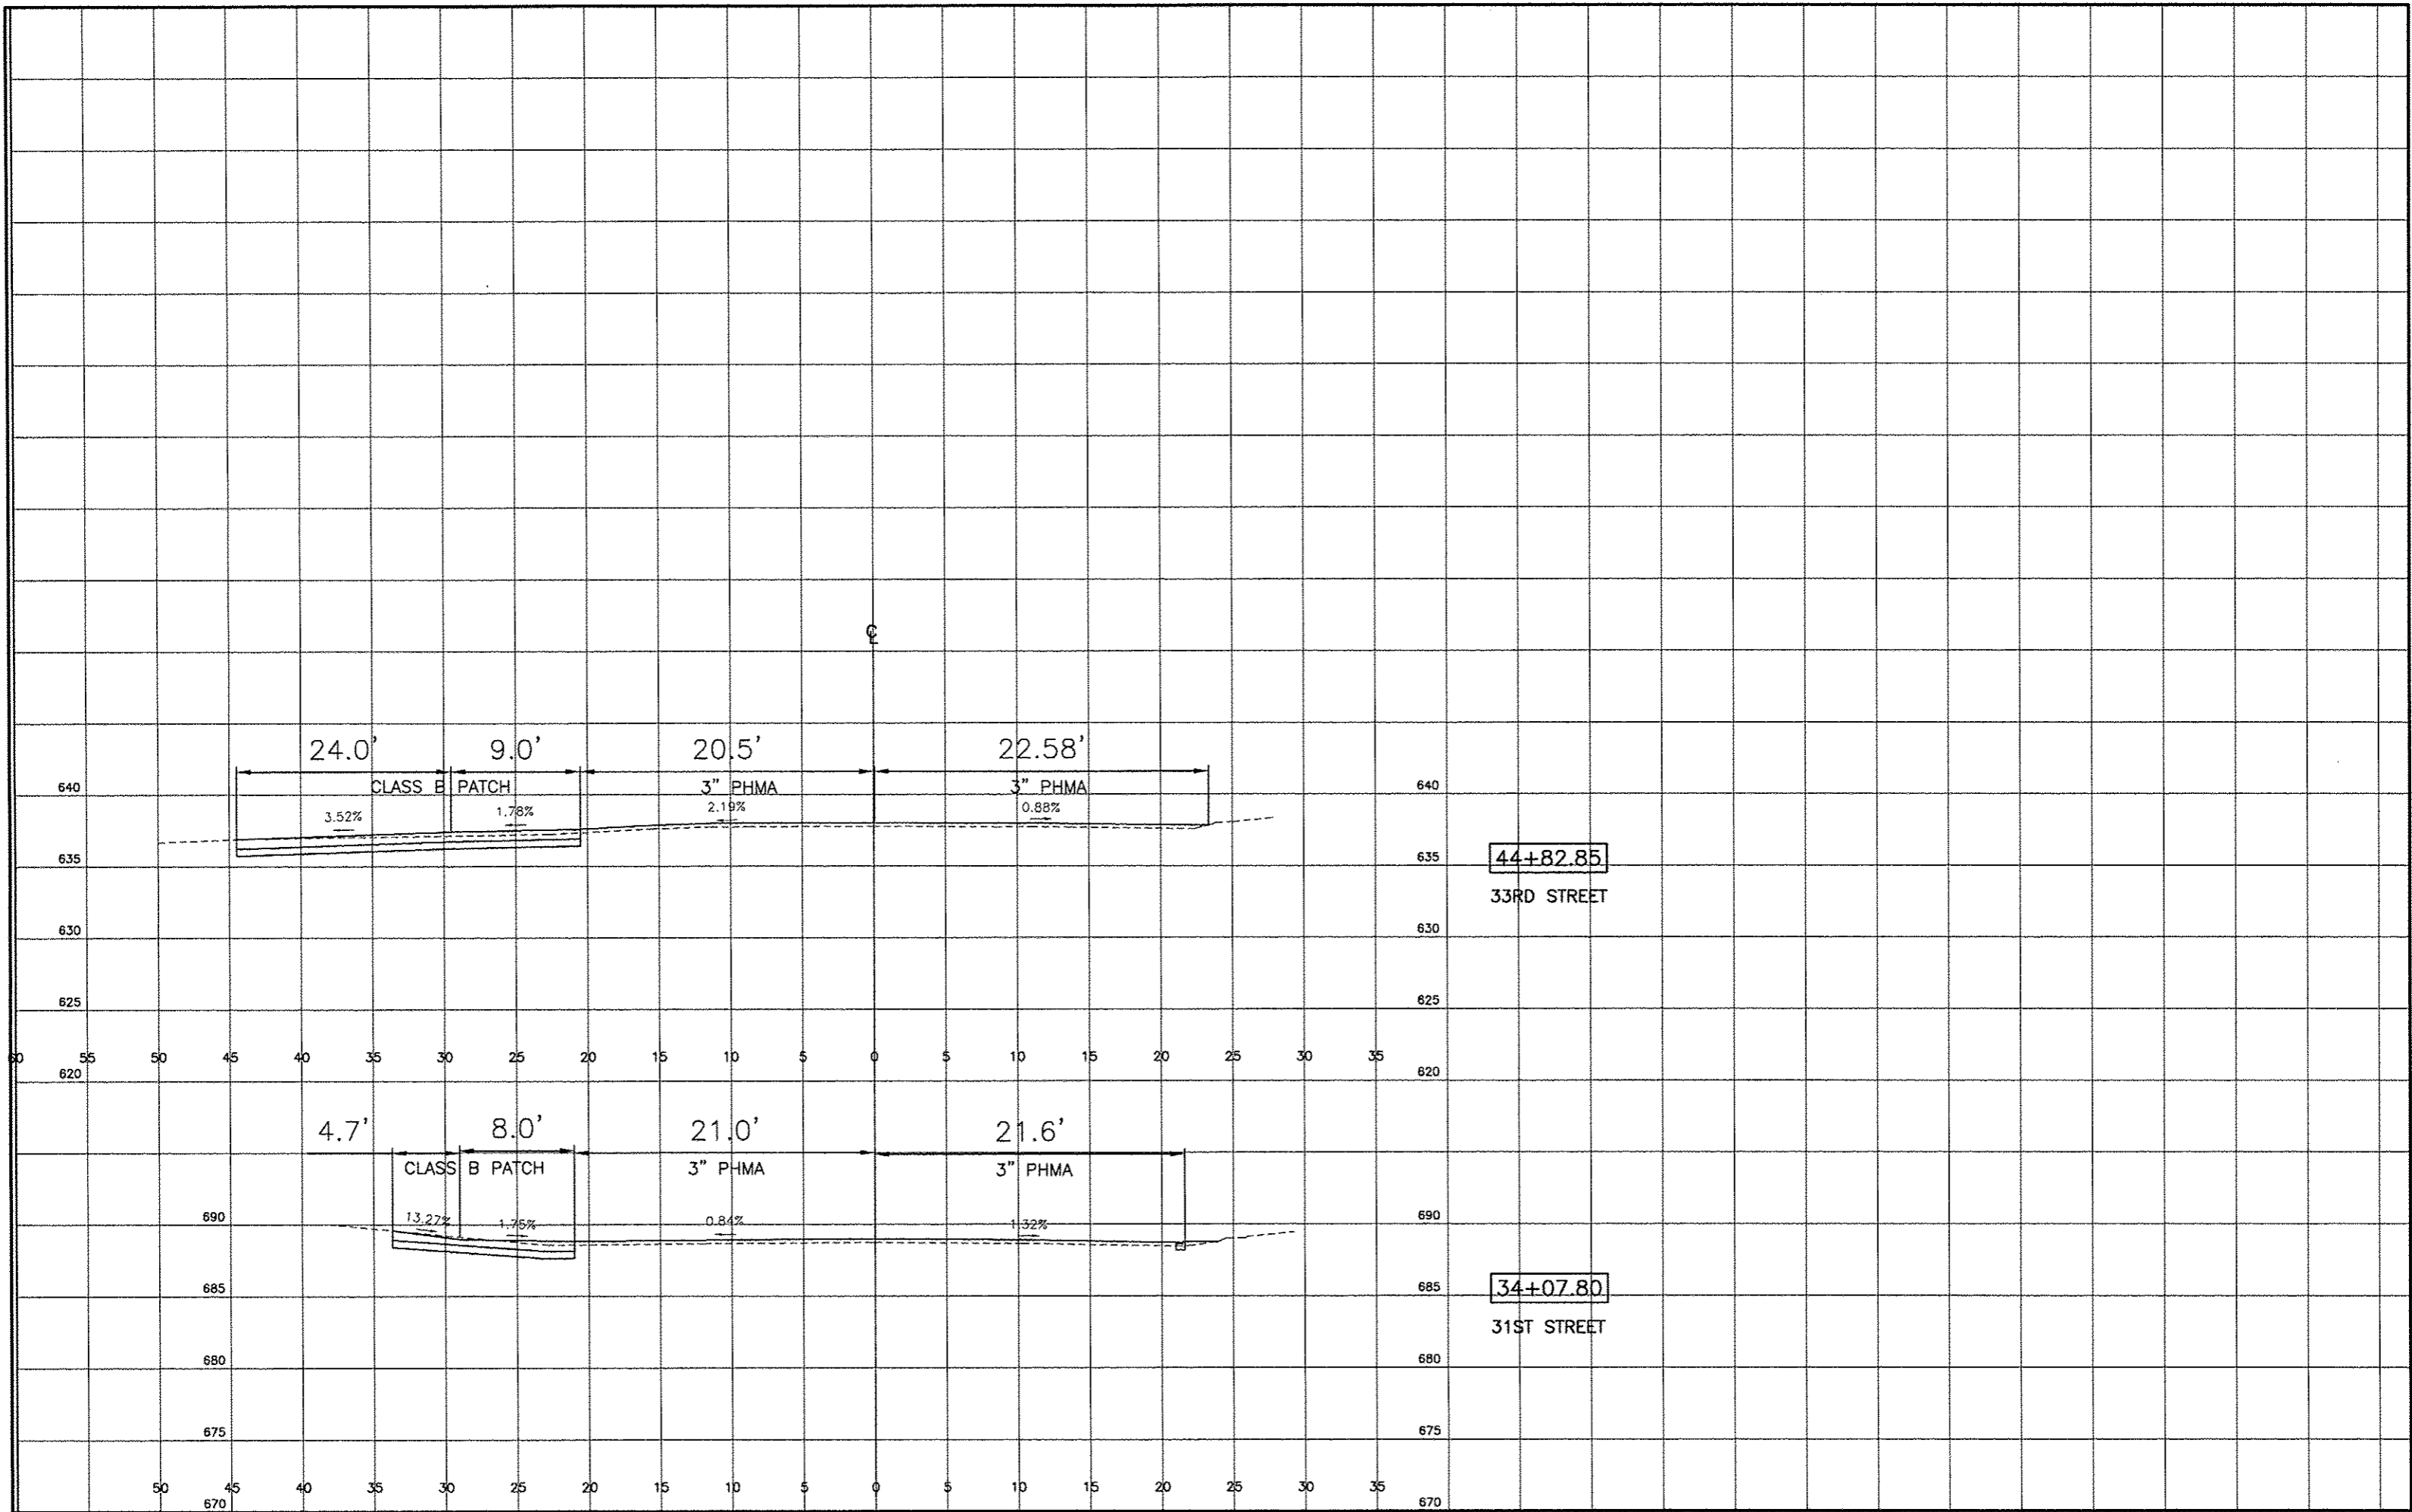 ℄
24.0' 9.0' 20.5' 22.58'
CLASS B PATCH 3" PHMA 3" PHMA
640 640
3.52% 1.78% 2.19% 0.88%
635 635
44+82.85
33RD STREET
630 630
625 625
60 55 50 45 40 35 30 25 20 15 10 5 0 5 10 15 20 25 30 35
620 620
4.7' 8.0' 21.0' 21.6'
CLASS B PATCH 3" PHMA 3" PHMA
690 690
13.27% 1.75% 0.84% 1.32%
685 685
34+07.80
31ST STREET
680 680
675 675
50 45 40 35 30 25 20 15 10 5 0 5 10 15 20 25 30 35
670 670